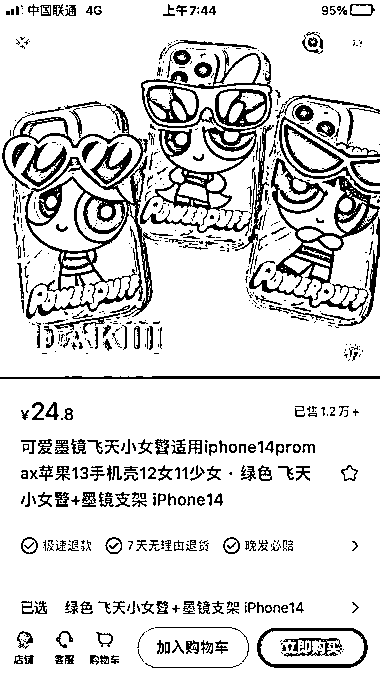 中国联通 4G 上午7:44 95%
POWERPUFF
POWERPUFF
POWERPUFF
¥24.8 已售1.2万+
可爱墨镜飞天小女警适用iphone14prom
ax苹果13手机壳12女11少女·绿色 飞天
小女警+墨镜支架 iPhone14
极速退款 7天无理由退货 晚发必赔
已选 绿色 飞天小女警+墨镜支架 iPhone14
店铺 客服 购物车 加入购物车 立即购买